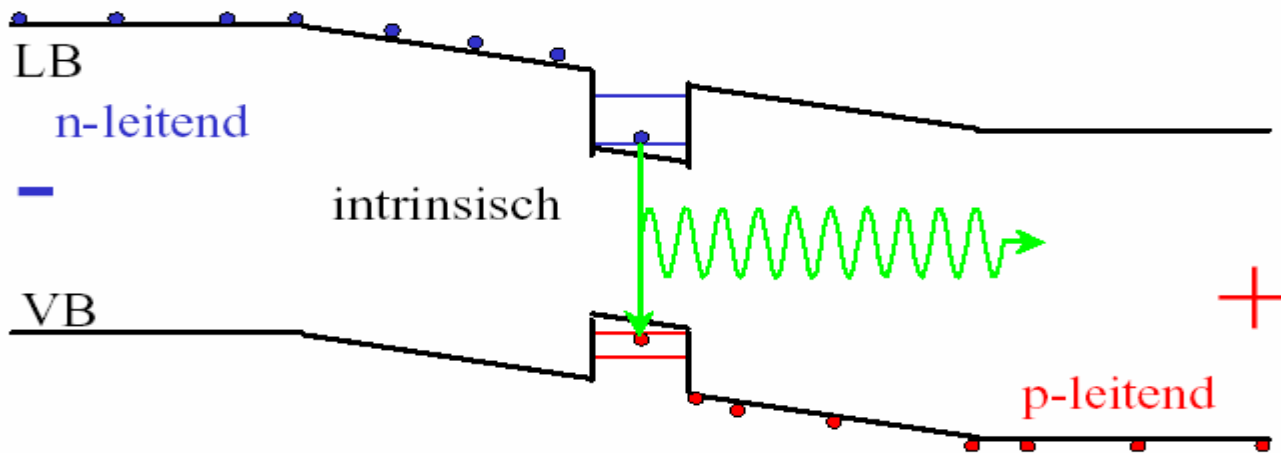 LB
n-leitend
-
intrinsisch
+
VB
p-leitend